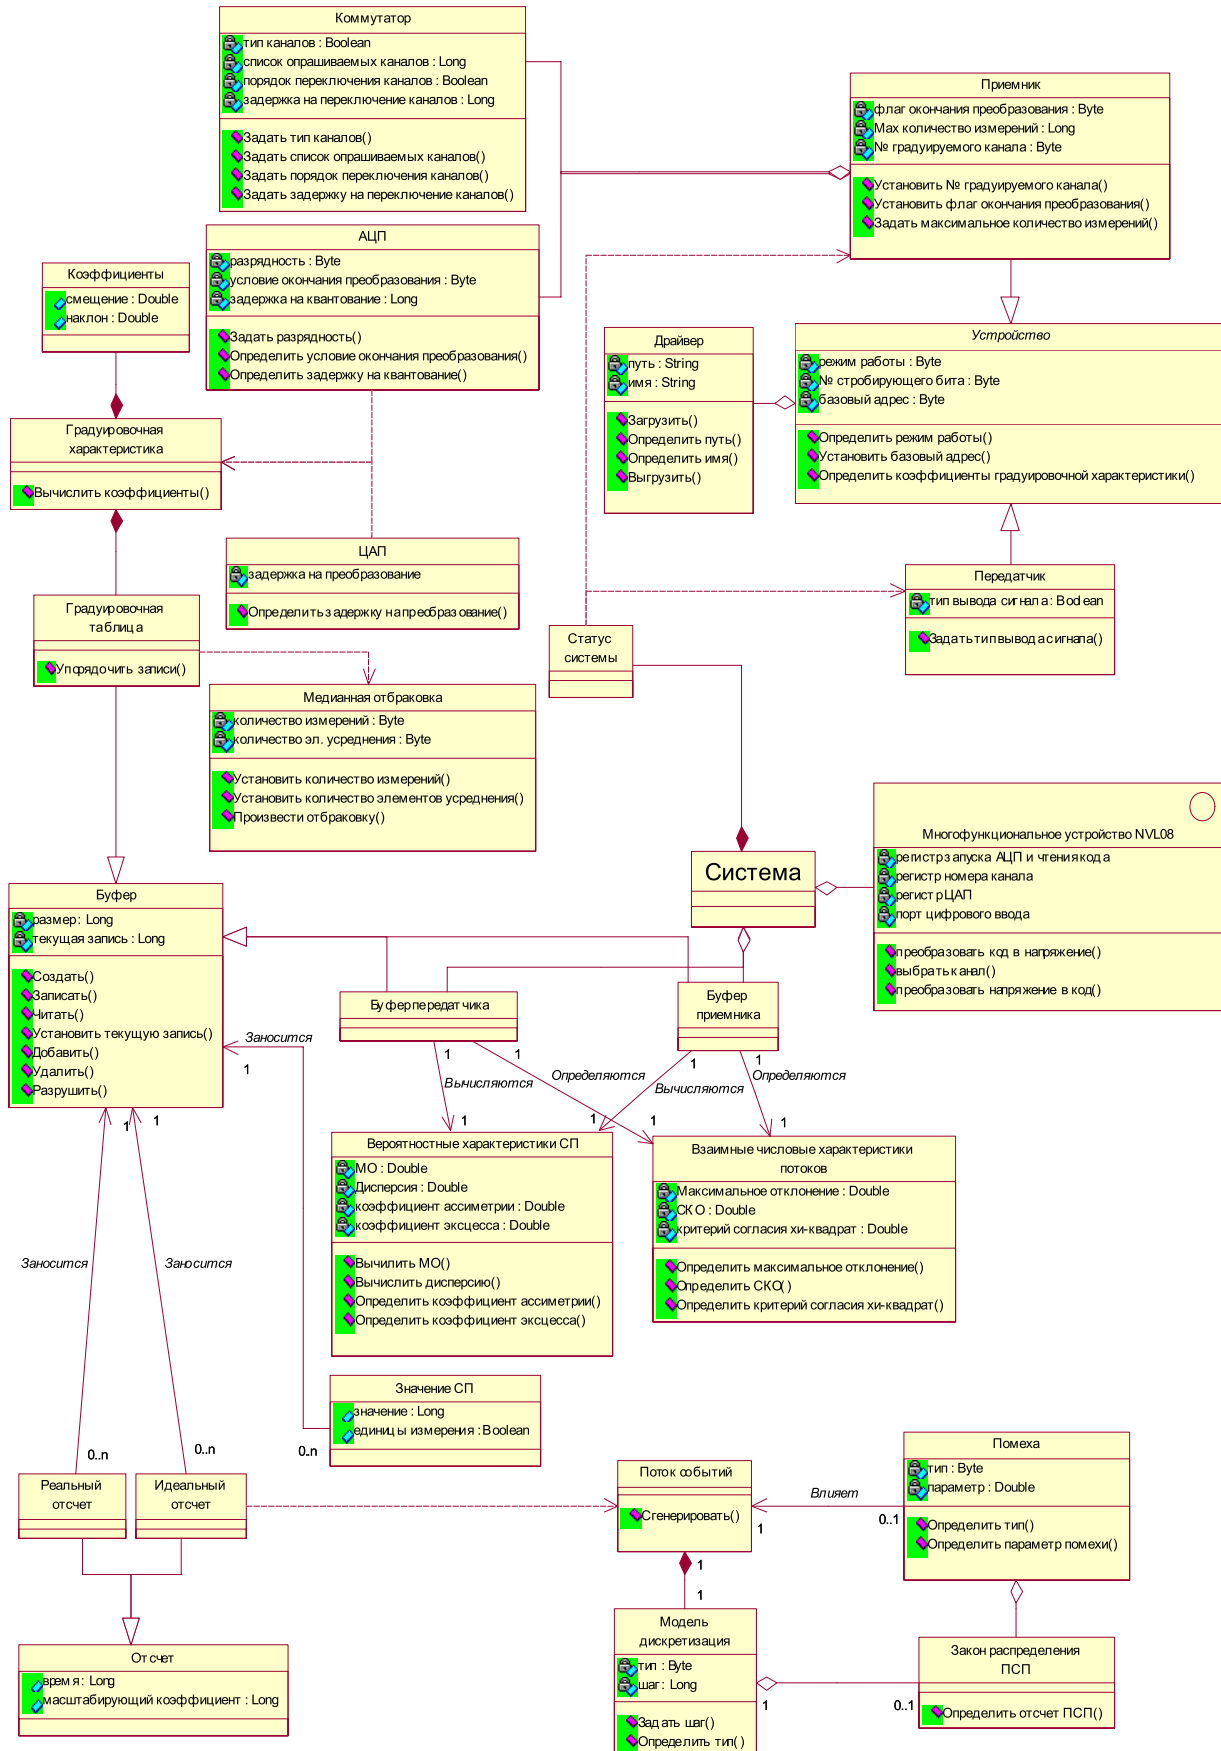 Коммутатор
тип каналов : Boolean
список опрашиваемых каналов : Long
порядок переключения каналов : Boolean
задержка на переключение каналов : Long
Задать тип каналов()
Задать список опрашиваемых каналов()
Задать порядок переключения каналов()
Задать задержку на переключение каналов()
Приемник
флаг окончания преобразования : Byte
Мах количество измерений : Long
№ градуируемого канала : Byte
Установить № градуируемого канала()
Установить флаг окончания преобразования()
Задать максимальное количество измерений()
АЦП
разрядность : Byte
условие окончания преобразования : Byte
задержка на квантование : Long
Задать разрядность()
Определить условие окончания преобразования()
Определить задержку на квантование()
Коэффициенты
смещение : Double
наклон : Double
Драйвер
путь : String
имя : String
Загрузить()
Определить путь()
Определить имя()
Выгрузить()
Устройство
режим работы : Byte
№ стробирующего бита : Byte
базовый адрес : Byte
Определить режим работы()
Установить базовый адрес()
Определить коэффициенты градуировочной характеристики()
Градуировочная
характеристика
Вычислить коэффициенты()
ЦАП
задержка на преобразование
Определить задержку на преобразование()
Передатчик
тип вывода сигнала : Boolean
Задать тип вывода сигнала()
Градуировочная
таблица
Упорядочить записи()
Статус
системы
Медианная отбраковка
количество измерений : Byte
количество эл. усреднения : Byte
Установить количество измерений()
Установить количество элементов усреднения()
Произвести отбраковку()
Многофункциональное устройство NVL08
регистр запуска АЦП и чтения кода
регистр номера канала
регистр ЦАП
порт цифрового ввода
преобразовать код в напряжение()
выбрать канал()
преобразовать напряжение в код()
Система
Буфер
размер : Long
текущая запись : Long
Создать()
Записать()
Читать()
Установить текущую запись()
Добавить()
Удалить()
Разрушить()
Буфер передатчика
Буфер
приемника
Заносится
1
1
1
1
1
Вычисляются
Определяются
Вычисляются
Определяются
1
1
1
1
1
1
Вероятностные характеристики СП
МО : Double
Дисперсия : Double
коэффициент ассиметрии : Double
коэффициент эксцесса : Double
Вычилить МО()
Вычислить дисперсию()
Определить коэффициент ассиметрии()
Определить коэффициент эксцесса()
Взаимные числовые характеристики
потоков
Максимальное отклонение : Double
СКО : Double
критерий согласия хи-квадрат : Double
Определить максимальное отклонение()
Определить СКО()
Определить критерий согласия хи-квадрат()
Заносится
Заносится
Значение СП
значение : Long
единицы измерения : Boolean
0..n
0..n
0..n
Реальный
отсчет
Идеальный
отсчет
Поток событий
Сгенерировать()
Влияет
1
0..1
Помеха
тип : Byte
параметр : Double
Определить тип()
Определить параметр помехи()
1
1
Модель
дискретизация
тип : Byte
шаг : Long
Задать шаг()
Определить тип()
1
0..1
Закон распределения
ПСП
Определить отсчет ПСП()
Отсчет
время : Long
масштабирующий коэффициент : Long